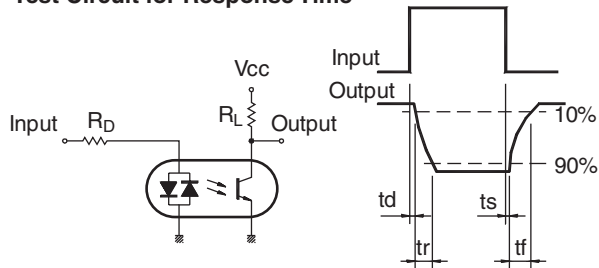 Test Circuit for Response Time
Vcc
Input
RD
RL
Output
Input
Output
10%
90%
td
ts
tr
tf